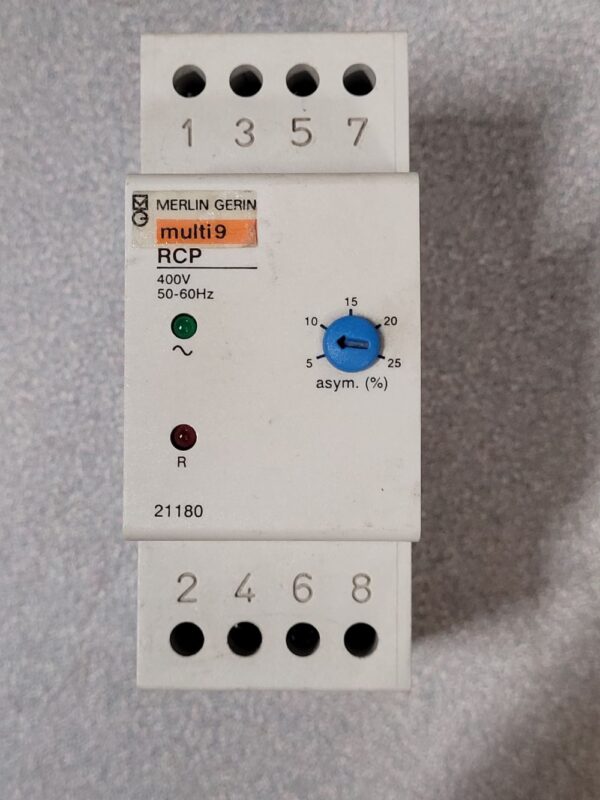 1 3 5 7
MERLIN GERIN
multi9
RCP
400V
50-60Hz
15
10 20
5 25
asym. (%)
R
21180
2 4 6 8